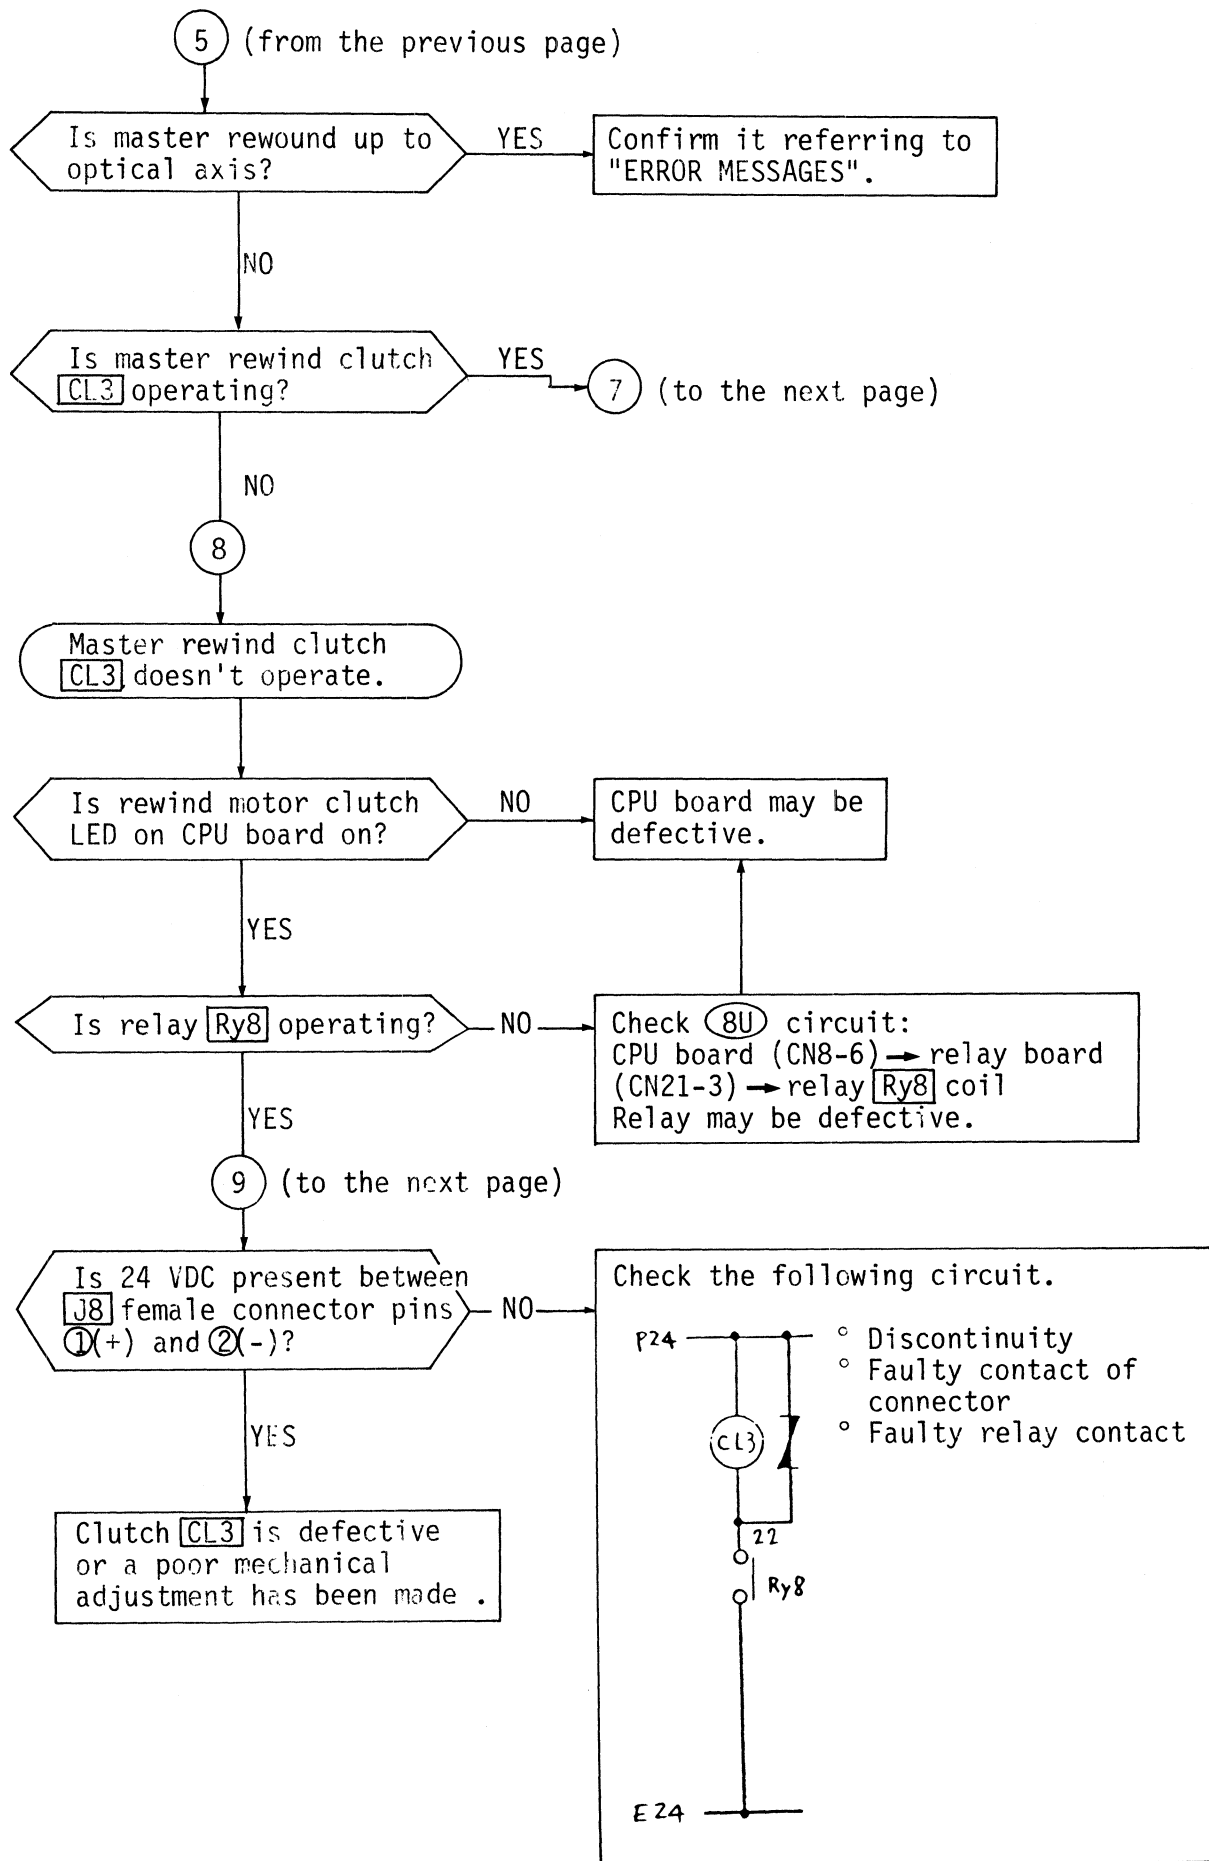 5 (from the previous page)
Is master rewound up to
optical axis?
YES
Confirm it referring to
"ERROR MESSAGES".
NO
Is master rewind clutch
CL3 operating?
YES
7 (to the next page)
NO
8
Master rewind clutch
CL3 doesn't operate.
Is rewind motor clutch
LED on CPU board on?
NO
CPU board may be
defective.
YES
Is relay Ry8 operating?
NO
Check 8U circuit:
CPU board (CN8-6) → relay board
(CN21-3) → relay Ry8 coil
Relay may be defective.
YES
9 (to the next page)
Is 24 VDC present between
J8 female connector pins
①(+) and ②(-)?
NO
Check the following circuit.
P24
° Discontinuity
° Faulty contact of
connector
° Faulty relay contact
CL3
22
Ry8
E24
YES
Clutch CL3 is defective
or a poor mechanical
adjustment has been made .